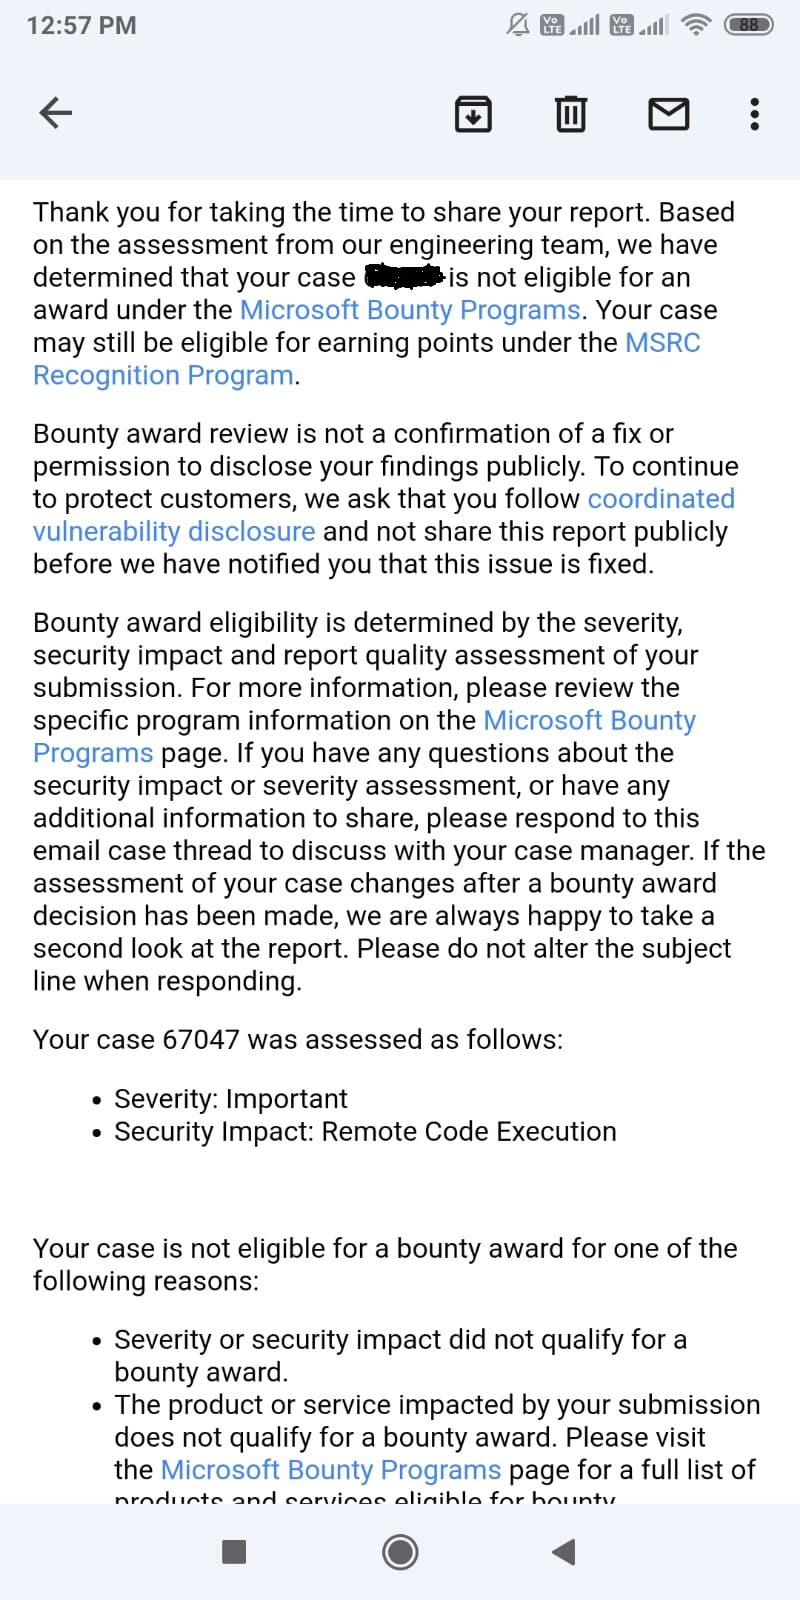 12:57 PM
Vo LTE Vo LTE 88
Thank you for taking the time to share your report. Based
on the assessment from our engineering team, we have
determined that your case is not eligible for an
award under the Microsoft Bounty Programs. Your case
may still be eligible for earning points under the MSRC
Recognition Program.
Bounty award review is not a confirmation of a fix or
permission to disclose your findings publicly. To continue
to protect customers, we ask that you follow coordinated
vulnerability disclosure and not share this report publicly
before we have notified you that this issue is fixed.
Bounty award eligibility is determined by the severity,
security impact and report quality assessment of your
submission. For more information, please review the
specific program information on the Microsoft Bounty
Programs page. If you have any questions about the
security impact or severity assessment, or have any
additional information to share, please respond to this
email case thread to discuss with your case manager. If the
assessment of your case changes after a bounty award
decision has been made, we are always happy to take a
second look at the report. Please do not alter the subject
line when responding.
Your case 67047 was assessed as follows:
• Severity: Important
• Security Impact: Remote Code Execution
Your case is not eligible for a bounty award for one of the
following reasons:
• Severity or security impact did not qualify for a
bounty award.
• The product or service impacted by your submission
does not qualify for a bounty award. Please visit
the Microsoft Bounty Programs page for a full list of
products and services eligible for bounty